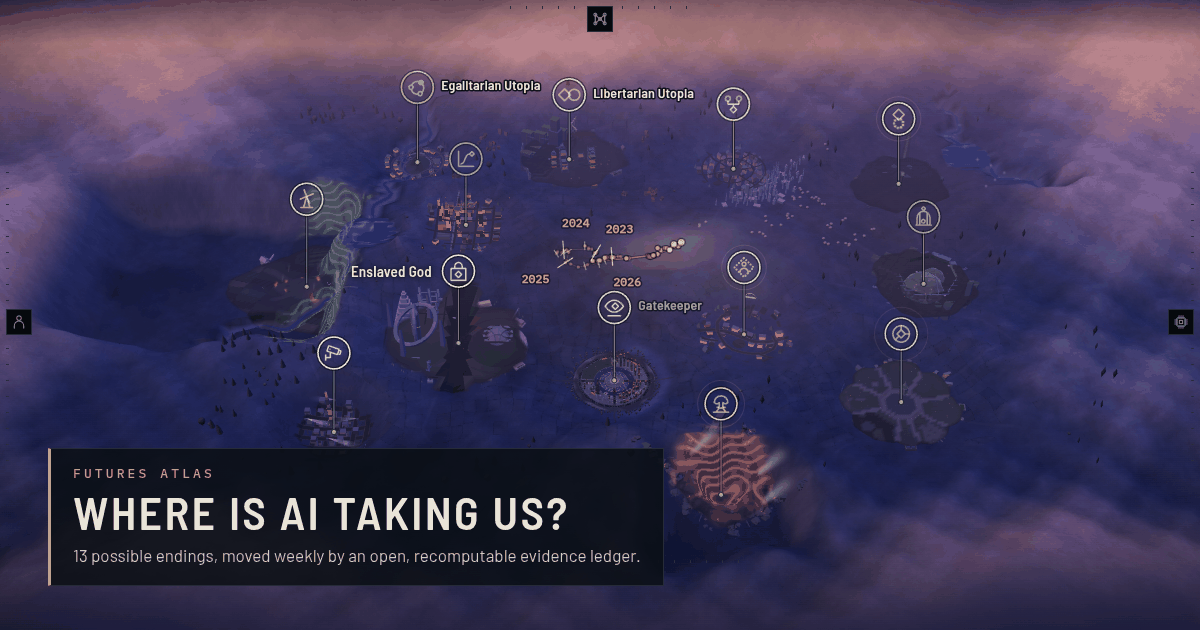 Egalitarian Utopia
Libertarian Utopia
2024
2023
Enslaved God
2025
2026
Gatekeeper
FUTURES ATLAS
WHERE IS AI TAKING US?
13 possible endings, moved weekly by an open, recomputable evidence ledger.